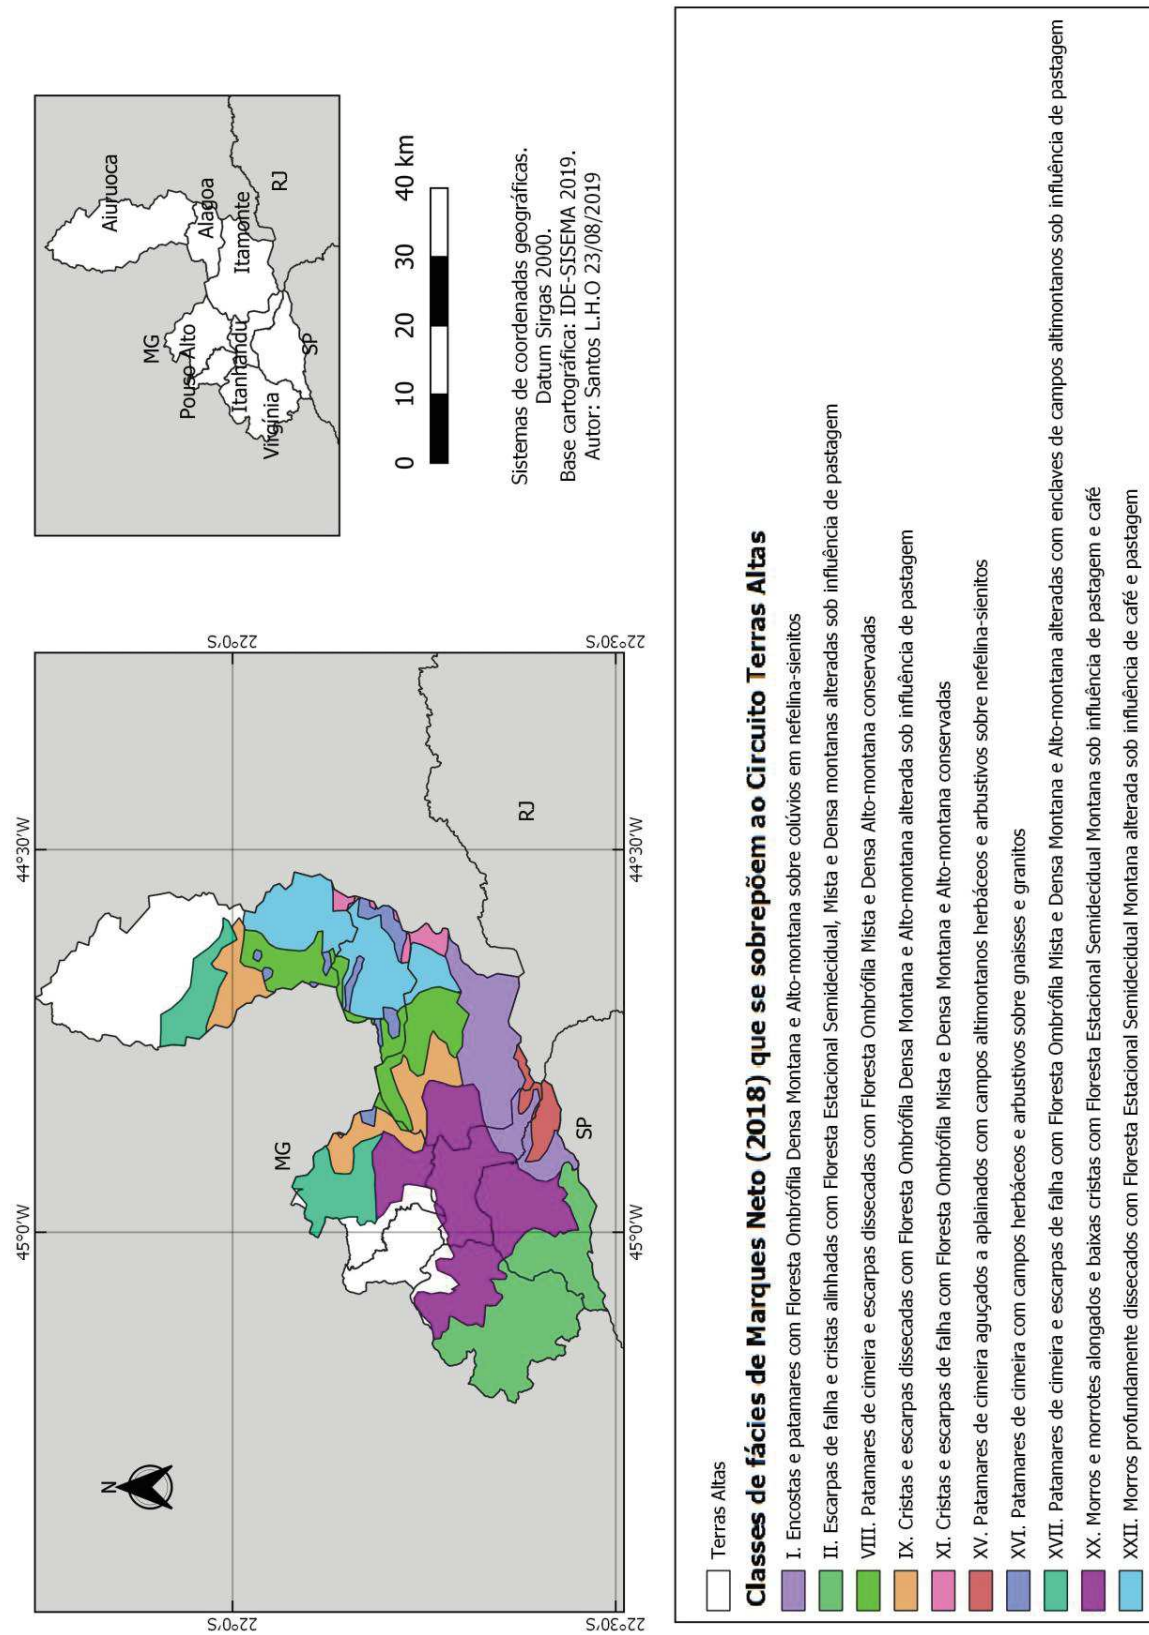 45°0'W
44°30'W
22°0'S
22°0'S
22°30'S
22°30'S
N
MG
SP
RJ
MG
Aiuruoca
Alagoa
Pouso Alto
Itamonte
Itanhandu
Virgínia
SP
RJ
0 10 20 30 40 km
Sistemas de coordenadas geográficas.
Datum Sirgas 2000.
Base cartográfica: IDE-SISEMA 2019.
Autor: Santos L.H.O 23/08/2019
Terras Altas
Classes de fácies de Marques Neto (2018) que se sobrepõem ao Circuito Terras Altas
I. Encostas e patamares com Floresta Ombrófila Densa Montana e Alto-montana sobre colúvios em nefelina-sienitos
II. Escarpas de falha e cristas alinhadas com Floresta Estacional Semidecidual, Mista e Densa montanas alteradas sob influência de pastagem
VIII. Patamares de cimeira e escarpas dissecadas com Floresta Ombrófila Mista e Densa Alto-montana conservadas
IX. Cristas e escarpas dissecadas com Floresta Ombrófila Densa Montana e Alto-montana alterada sob influência de pastagem
XI. Cristas e escarpas de falha com Floresta Ombrófila Mista e Densa Montana e Alto-montana conservadas
XV. Patamares de cimeira aguçados a aplainados com campos altimontanos herbáceos e arbustivos sobre nefelina-sienitos
XVI. Patamares de cimeira com campos herbáceos e arbustivos sobre gnaisses e granitos
XVII. Patamares de cimeira e escarpas de falha com Floresta Ombrófila Mista e Densa Montana e Alto-montana alteradas com enclaves de campos altimontanos sob influência de pastagem
XX. Morros e morrotes alongados e baixas cristas com Floresta Estacional Semidecidual Montana sob influência de pastagem e café
XXII. Morros profundamente dissecados com Floresta Estacional Semidecidual Montana alterada sob influência de café e pastagem